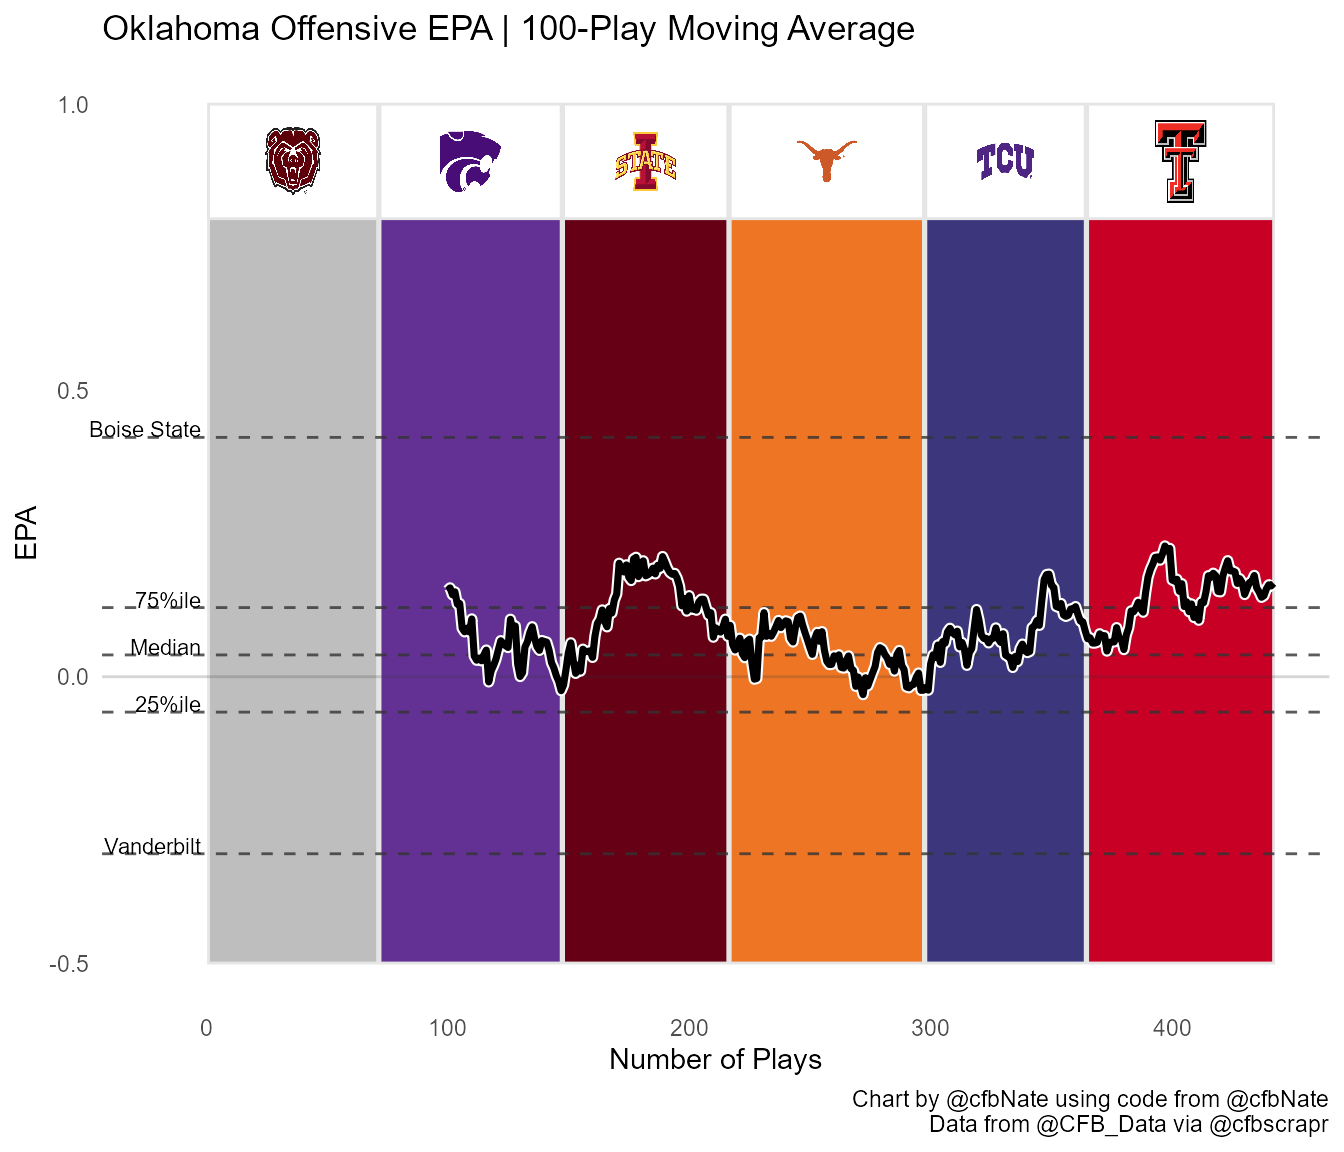 Oklahoma Offensive EPA | 100-Play Moving Average
1.0
STATE
TCU
T
0.5
Boise State
EPA
75%ile
Median
0.0
25%ile
Vanderbilt
-0.5
0 100 200 300 400
Number of Plays
Chart by @cfbNate using code from @cfbNate
Data from @CFB_Data via @cfbscrapr